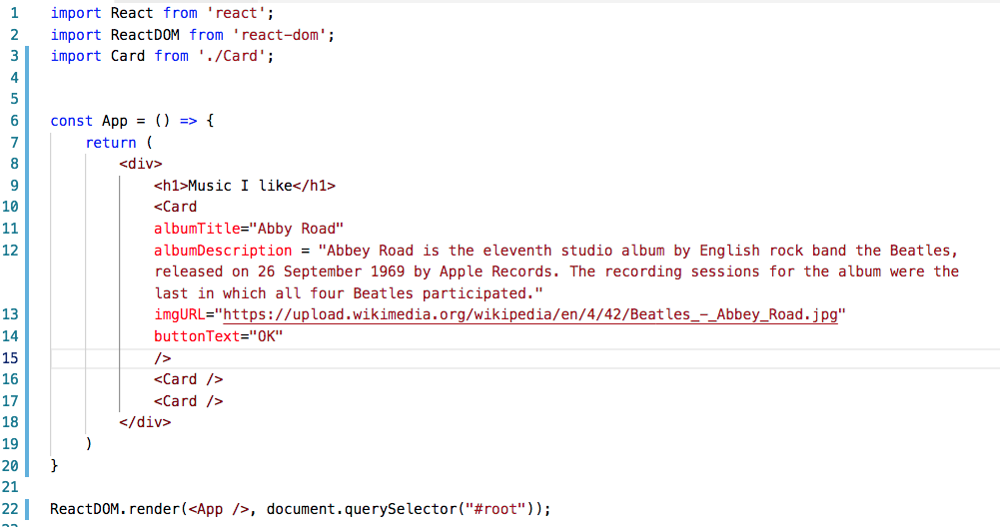 1 import React from 'react';
2 import ReactDOM from 'react-dom';
3 import Card from './Card';
4
5
6 const App = () => {
7 return (
8 <div>
9 <h1>Music I like</h1>
10 <Card
11 albumTitle="Abby Road"
12 albumDescription = "Abbey Road is the eleventh studio album by English rock band the Beatles,
released on 26 September 1969 by Apple Records. The recording sessions for the album were the
last in which all four Beatles participated."
13 imgURL="https://upload.wikimedia.org/wikipedia/en/4/42/Beatles_-_Abbey_Road.jpg"
14 buttonText="OK"
15 />
16 <Card />
17 <Card />
18 </div>
19 )
20 }
21
22 ReactDOM.render(<App />, document.querySelector("#root"));